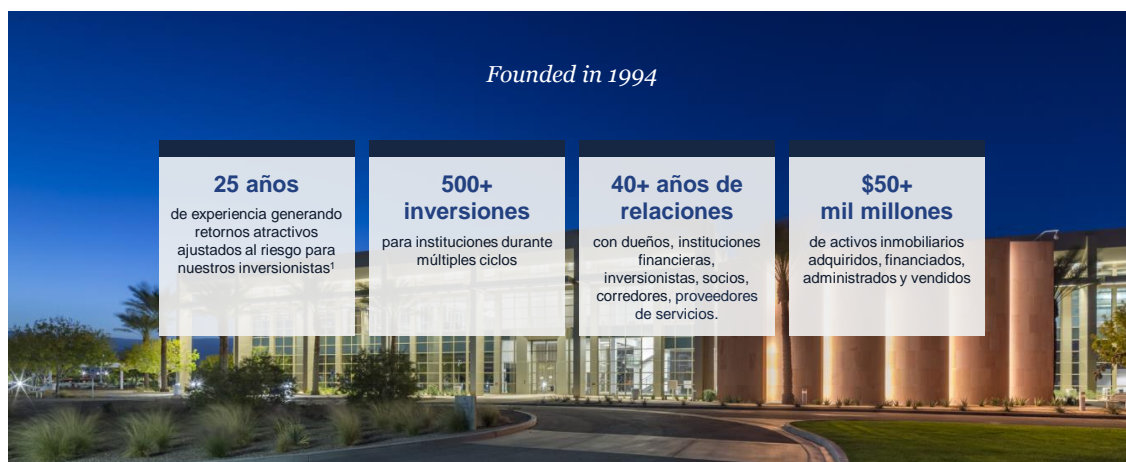 Founded in 1994
25 años
de experiencia generando
retornos atractivos
ajustados al riesgo para
nuestros inversionistas¹
500+
inversiones
para instituciones durante
múltiples ciclos
40+ años de
relaciones
con dueños, instituciones
financieras,
inversionistas, socios,
corredores, proveedores
de servicios.
$50+
mil millones
de activos inmobiliarios
adquiridos, financiados,
administrados y vendidos